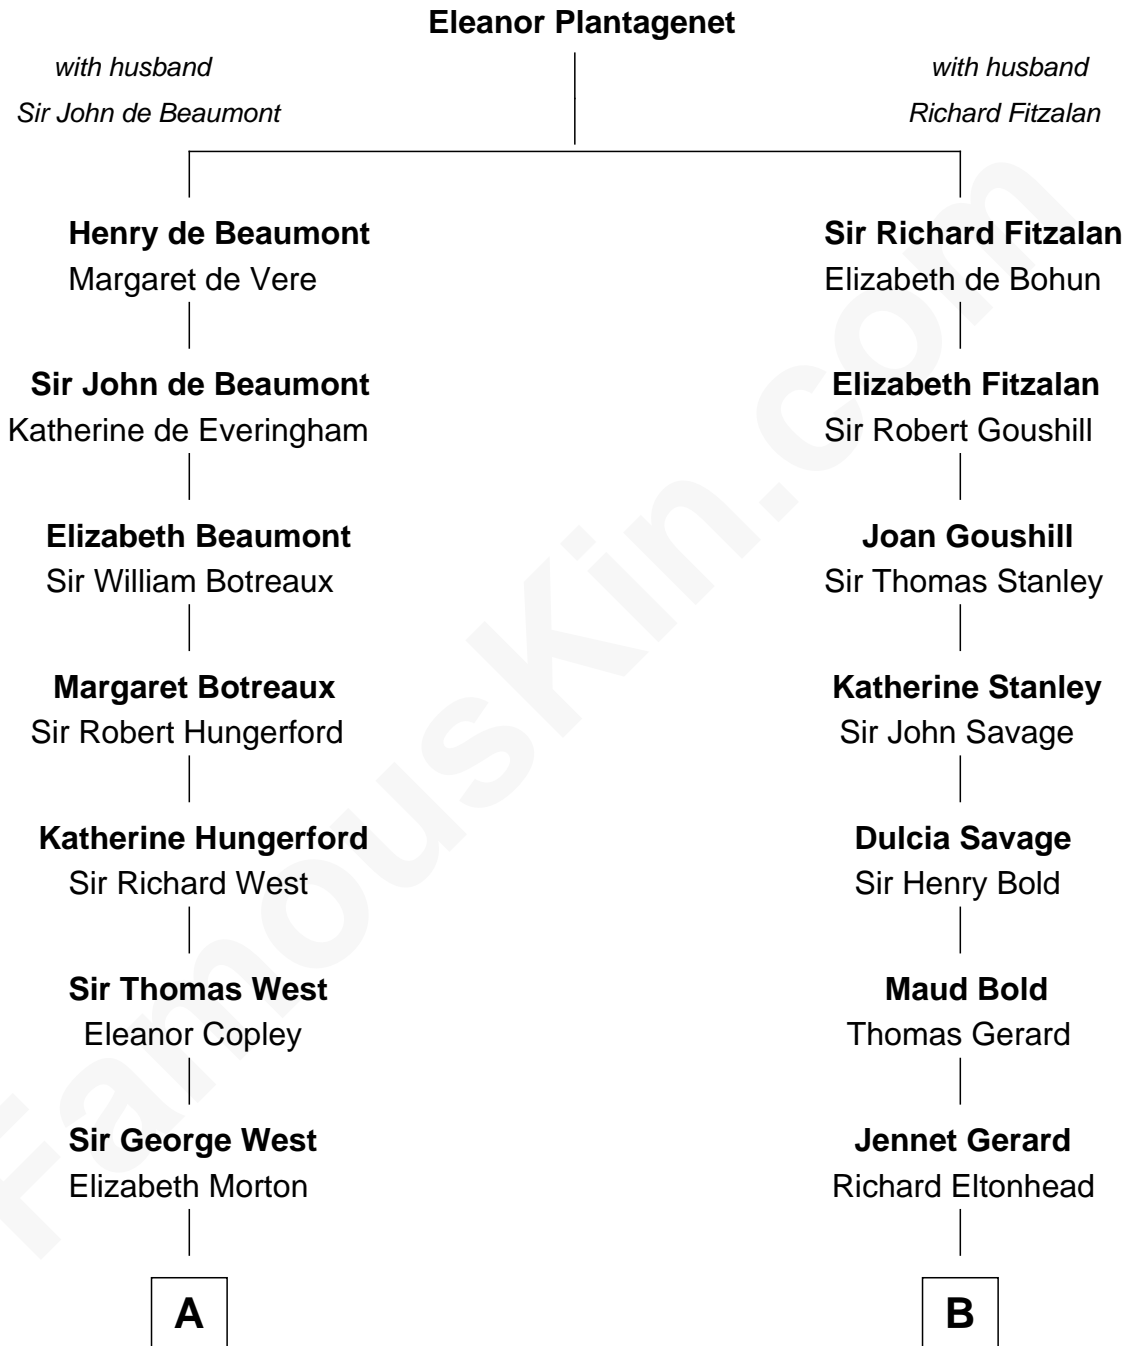 Eleanor Plantagenet
with husband
Sir John de Beaumont
with husband
Richard Fitzalan
Henry de Beaumont
Margaret de Vere
Sir Richard Fitzalan
Elizabeth de Bohun
Sir John de Beaumont
Katherine de Everingham
Elizabeth Fitzalan
Sir Robert Goushill
Elizabeth Beaumont
Sir William Botreaux
Joan Goushill
Sir Thomas Stanley
Margaret Botreaux
Sir Robert Hungerford
Katherine Stanley
Sir John Savage
Katherine Hungerford
Sir Richard West
Dulcia Savage
Sir Henry Bold
Sir Thomas West
Eleanor Copley
Maud Bold
Thomas Gerard
Sir George West
Elizabeth Morton
Jennet Gerard
Richard Eltonhead
A
B
FamousKin.com